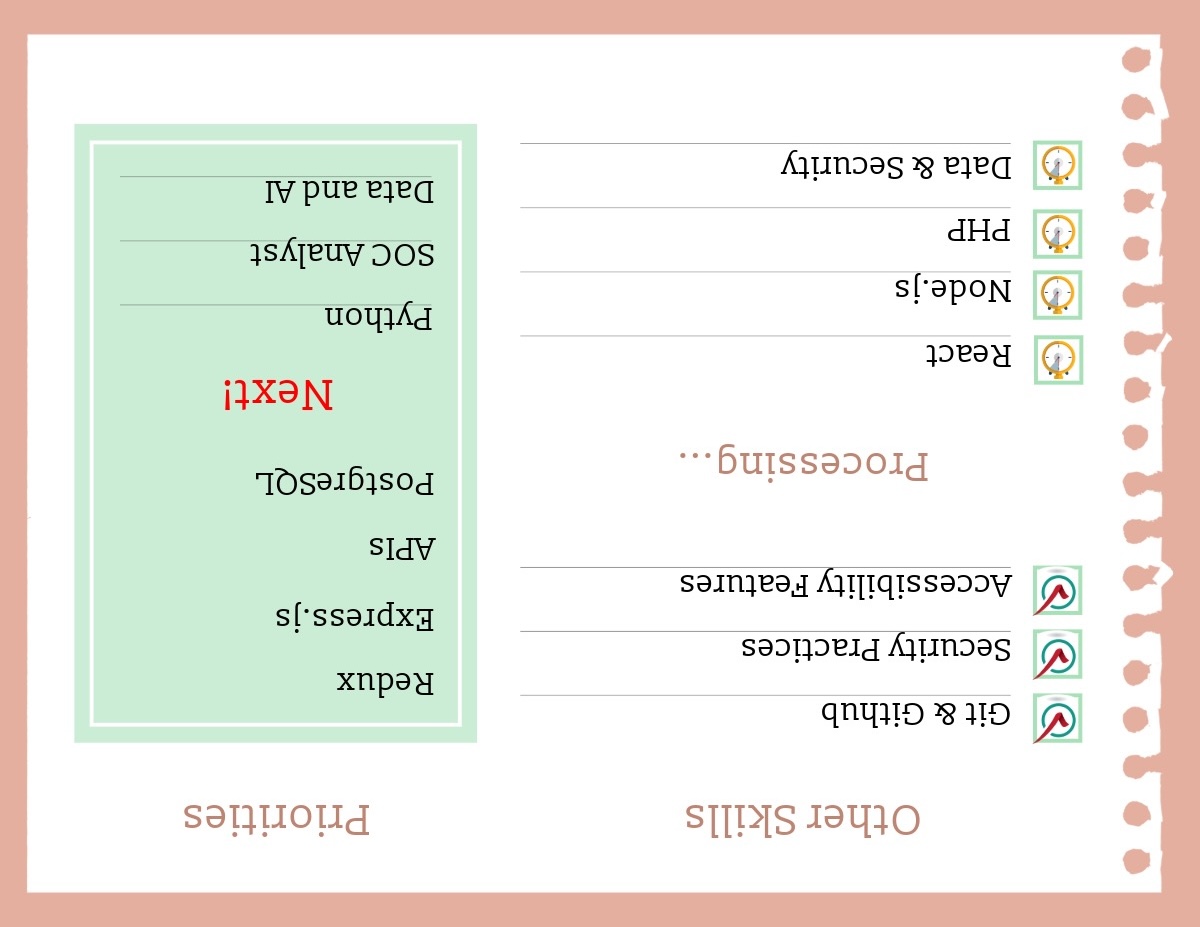 Other Skills
Git & Github
Security Practices
Accessibility Features
Processing...
React
Node.js
PHP
Data & Security
Priorities
Redux
Express.js
APIs
PostgreSQL
Next!
Python
SOC Analyst
Data and AI